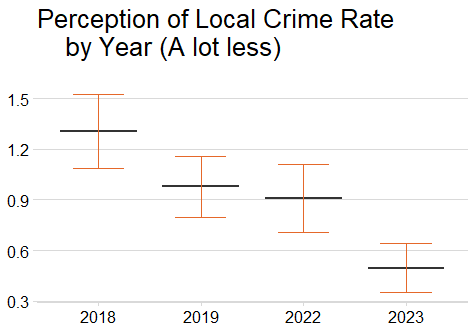 Perception of Local Crime Rate
by Year (A lot less)
1.5
1.2
0.9
0.6
0.3
2018 2019 2022 2023